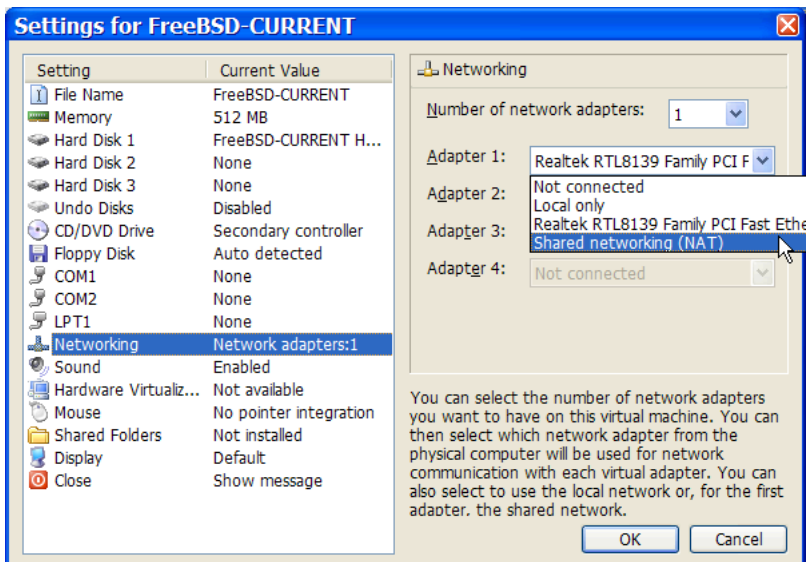 Settings for FreeBSD-CURRENT
Setting Current Value
File Name FreeBSD-CURRENT
Memory 512 MB
Hard Disk 1 FreeBSD-CURRENT H...
Hard Disk 2 None
Hard Disk 3 None
Undo Disks Disabled
CD/DVD Drive Secondary controller
Floppy Disk Auto detected
COM1 None
COM2 None
LPT1 None
Networking Network adapters:1
Sound Enabled
Hardware Virtualiz... Not available
Mouse No pointer integration
Shared Folders Not installed
Display Default
Close Show message
Networking
Number of network adapters: 1
Adapter 1: Realtek RTL8139 Family PCI F
Not connected
Adapter 2:
Local only
Realtek RTL8139 Family PCI Fast Ethe
Adapter 3:
Shared networking (NAT)
Adapter 4: Not connected
You can select the number of network adapters
you want to have on this virtual machine. You can
then select which network adapter from the
physical computer will be used for network
communication with each virtual adapter. You can
also select to use the local network or, for the first
adapter, the shared network.
OK Cancel